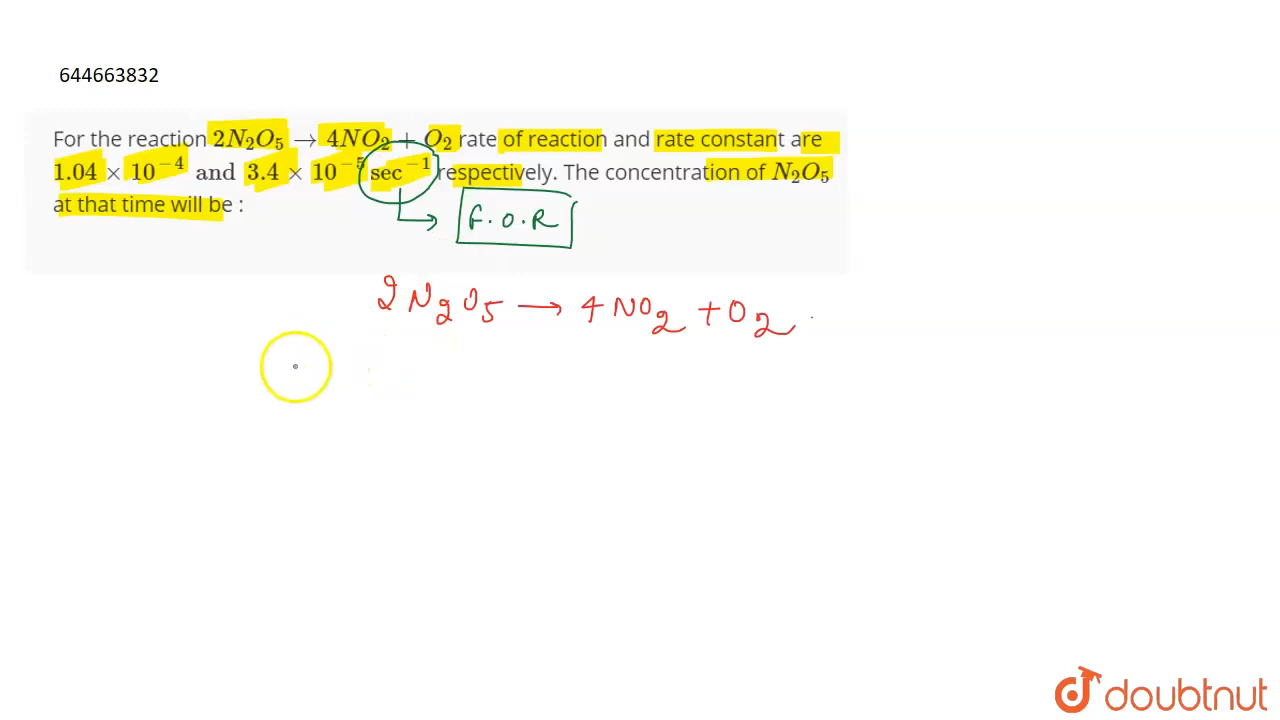 644663832
For the reaction 2N₂O₅ → 4NO₂ + O₂ rate of reaction and rate constant are
1.04 × 10⁻⁴ and 3.4 × 10⁻⁵ sec⁻¹ respectively. The concentration of N₂O₅
at that time will be :
F.O.R
2N₂O₅ → 4NO₂ + O₂
doubtnut